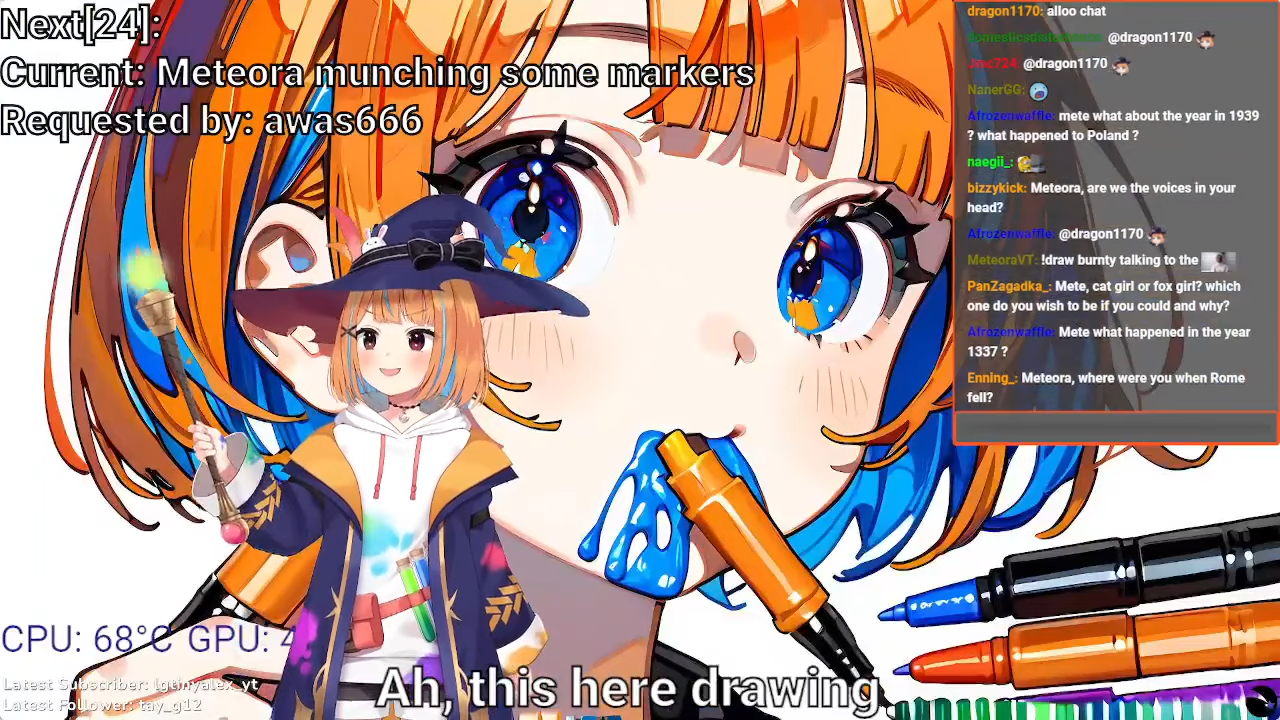 Next[24]:
Current: Meteora munching some markers
Requested by: awas666
dragon1170: alloo chat
@dragon1170
Jmc724: @dragon1170
NanerGG:
Afrozenwaffle: mete what about the year in 1939
? what happened to Poland ?
naegii_:
bizzykick: Meteora, are we the voices in your
head?
Afrozenwaffle: @dragon1170
MeteoraVT: !draw burnty talking to the
PanZagadka_: Mete, cat girl or fox girl? which
one do you wish to be if you could and why?
Afrozenwaffle: Mete what happened in the year
1337 ?
Enning_: Meteora, where were you when Rome
fell?
CPU: 68°C GPU: 4
Latest Subscriber:
Latest Follower: tay_g12
Ah, this here drawing